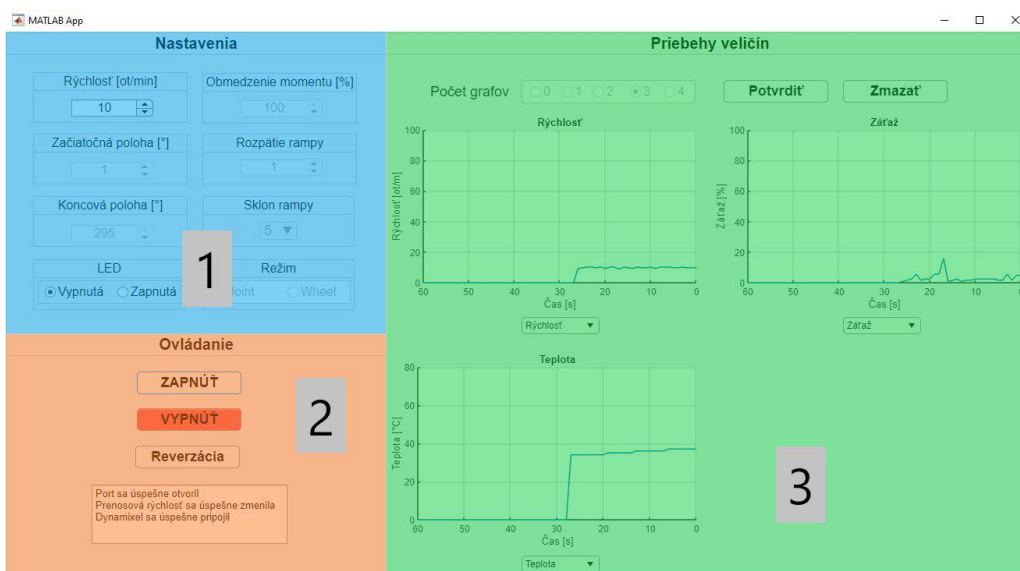 MATLAB App
Nastavenia
Rýchlosť [ot/min]
Obmedzenie momentu [%]
10
100
Začiatočná poloha [°]
Rozpätie rampy
1
1
Koncová poloha [°]
Sklon rampy
295
5
LED
Režim
Vypnutá
Zapnutá
Wheel
1
Ovládanie
ZAPNÚŤ
VYPNÚŤ
Reverzácia
2
Port sa úspešne otvoril
Prenosová rýchlosť sa úspešne zmenila
Dynamixel sa úspešne pripojil
Priebehy veličín
Počet grafov
0 1 2 3 4
Potvrdiť
Zmazať
Rýchlosť
Rýchlosť [ot/m]
100
80
60
40
20
0
60 50 40 30 20 10 0
Čas [s]
Rýchlosť
Záťaž
Záťaž [%]
100
80
60
40
20
0
60 50 40 30 20 10
Čas [s]
Záťaž
Teplota
Teplota [°C]
80
60
40
20
0
60 50 40 30 20 10 0
Čas [s]
Teplota
3